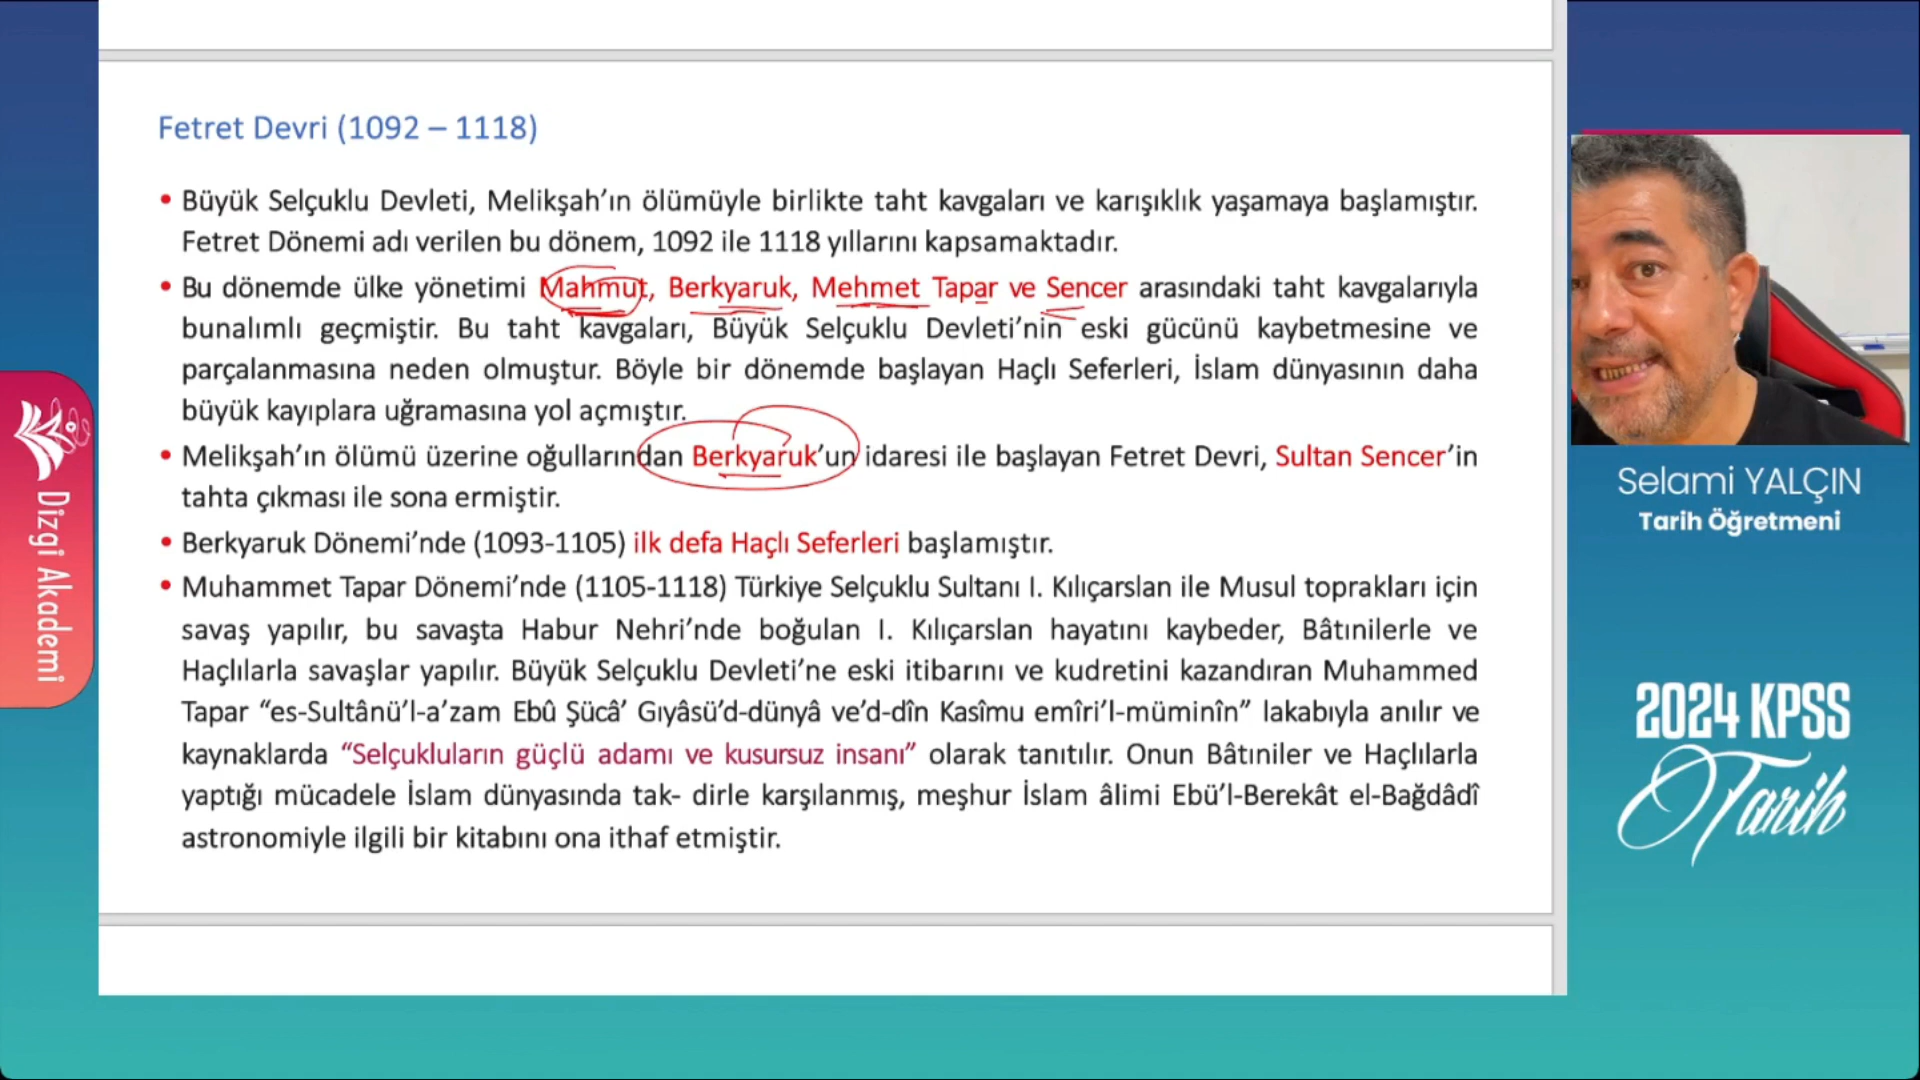 Fetret Devri (1092 – 1118)
• Büyük Selçuklu Devleti, Melikşah’ın ölümüyle birlikte taht kavgaları ve karışıklık yaşamaya başlamıştır.
Fetret Dönemi adı verilen bu dönem, 1092 ile 1118 yıllarını kapsamaktadır.
• Bu dönemde ülke yönetimi Mahmut, Berkyaruk, Mehmet Tapar ve Sencer arasındaki taht kavgalarıyla
bunalımlı geçmiştir. Bu taht kavgaları, Büyük Selçuklu Devleti’nin eski gücünü kaybetmesine ve
parçalanmasına neden olmuştur. Böyle bir dönemde başlayan Haçlı Seferleri, İslam dünyasının daha
büyük kayıplara uğramasına yol açmıştır.
• Melikşah’ın ölümü üzerine oğullarından Berkyaruk’un idaresi ile başlayan Fetret Devri, Sultan Sencer’in
tahta çıkması ile sona ermiştir.
• Berkyaruk Dönemi’nde (1093-1105) ilk defa Haçlı Seferleri başlamıştır.
• Muhammet Tapar Dönemi’nde (1105-1118) Türkiye Selçuklu Sultanı I. Kılıçarslan ile Musul toprakları için
savaş yapılır, bu savaşta Habur Nehri’nde boğulan I. Kılıçarslan hayatını kaybeder, Bâtınilerle ve
Haçlılarla savaşlar yapılır. Büyük Selçuklu Devleti’ne eski itibarını ve kudretini kazandıran Muhammed
Tapar “es-Sultânü’l-a’zam Ebû Şücâ’ Gıyâsü’d-dünyâ ve’d-dîn Kasîmu emîri’l-müminîn” lakabıyla anılır ve
kaynaklarda “Selçukluların güçlü adamı ve kusursuz insanı” olarak tanıtılır. Onun Bâtıniler ve Haçlılarla
yaptığı mücadele İslam dünyasında tak- dirle karşılanmış, meşhur İslam âlimi Ebü’l-Berekât el-Bağdâdî
astronomiyle ilgili bir kitabını ona ithaf etmiştir.
Dizgi Akademi
Selami YALÇIN
Tarih Öğretmeni
2024 KPSS
Tarih